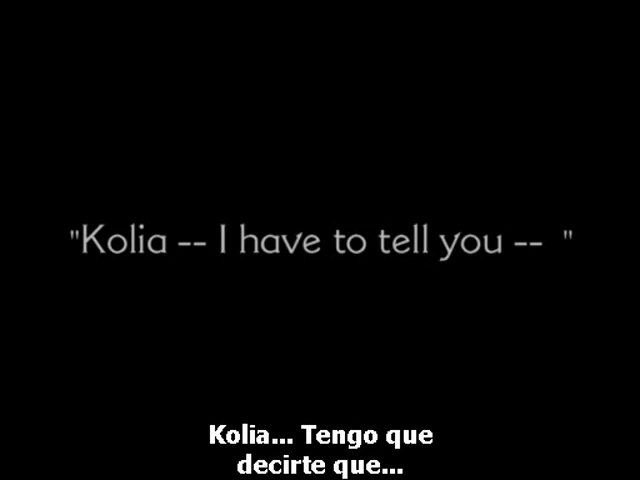 "Kolia -- I have to tell you --  "
Kolia... Tengo que
decirte que...